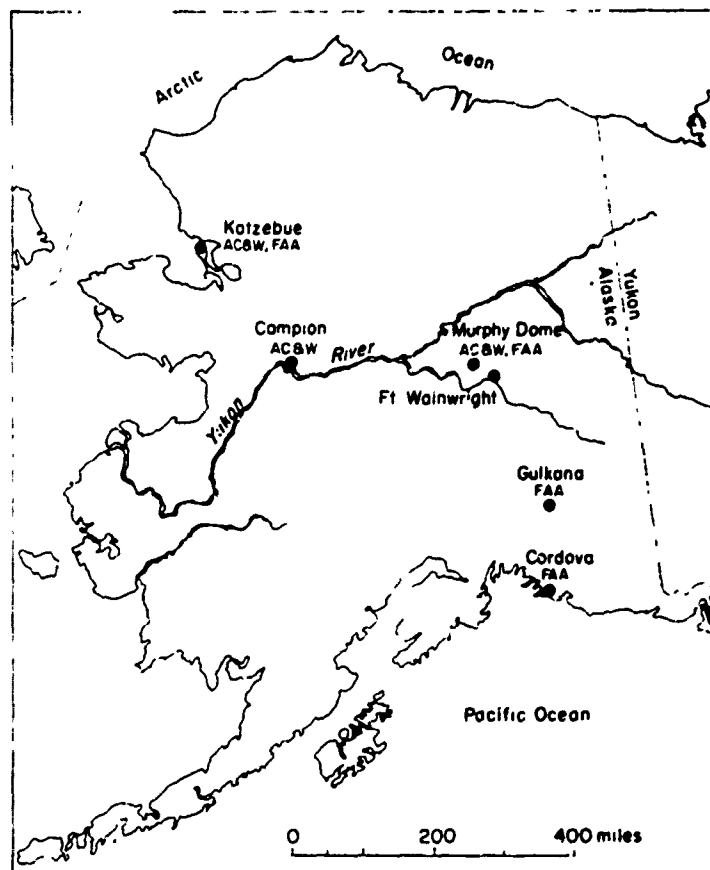 Arctic
Ocean
Kotzebue
AC&W, FAA
Yukon
Alaska
Campion
AC&W
River
Murphy Dome
AC&W, FAA
Yukon
Ft Wainwright
Gulkana
FAA
Cordova
FAA
Pacific Ocean
0 200 400 miles